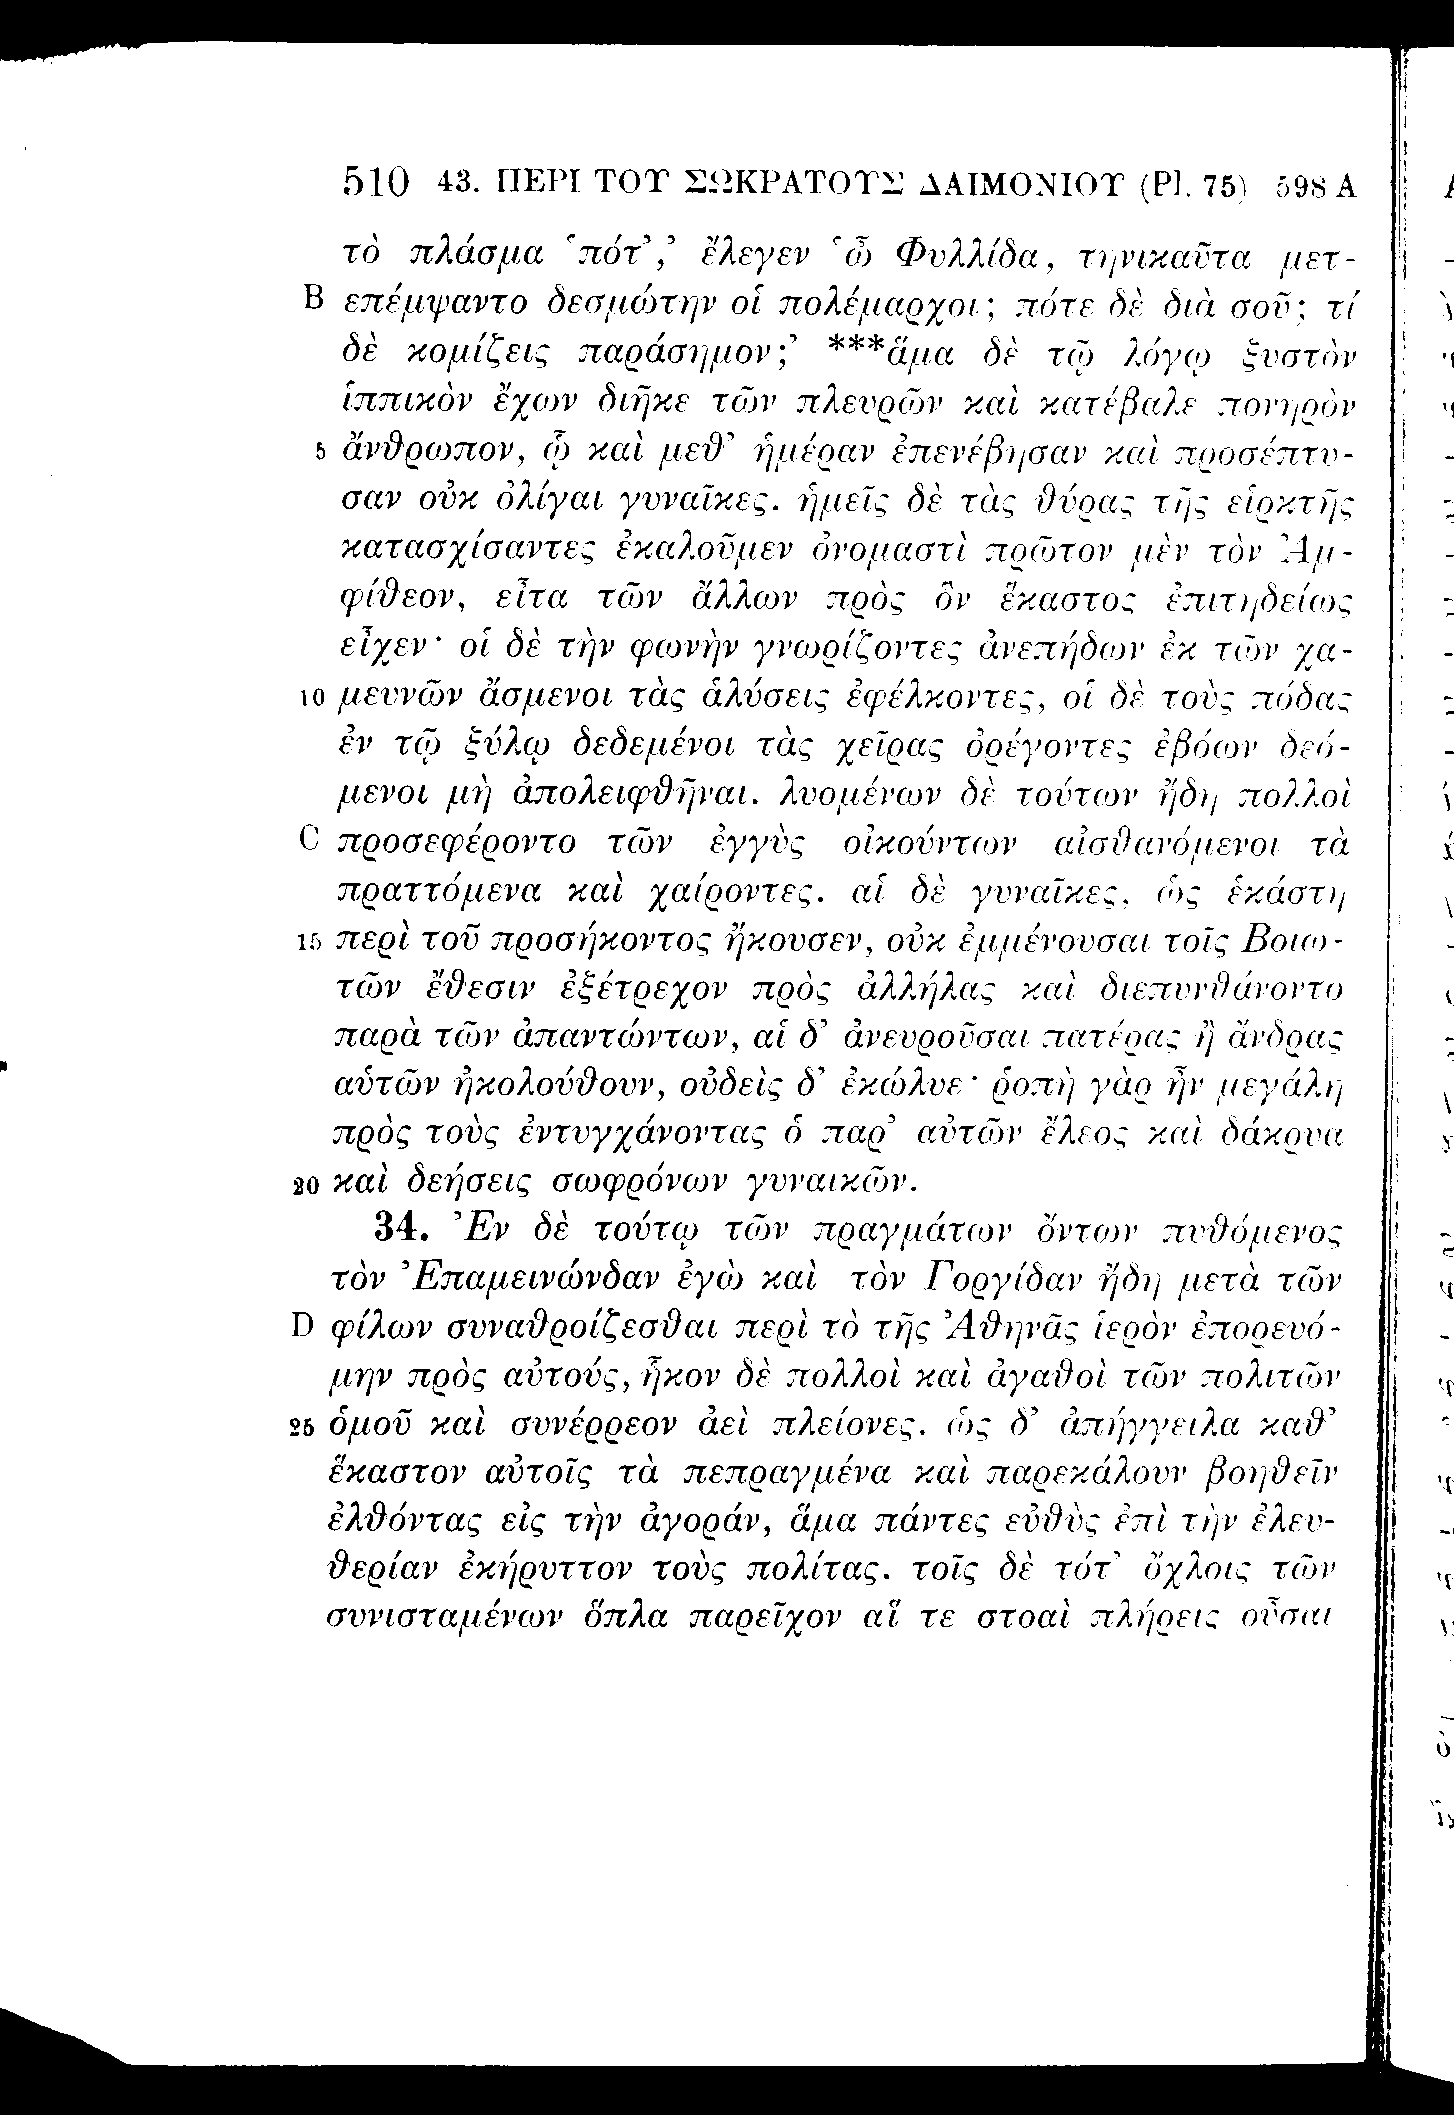 510 43. ΠΕΡΙ ΤΟΥ ΣΩΚΡΑΤΟΥΣ ΔΑΙΜΟΝΙΟΥ (Pl. 75) 598 A
τὸ πλάσμα ‘πότ’,’ ἔλεγεν ‘ὦ Φυλλίδα, τηνικαῦτα μετ-
B επέμψαντο δεσμώτην οἱ πολέμαρχοι; πότε δὲ διὰ σοῦ; τί
δὲ κομίζεις παράσημον;’ ***ἅμα δὲ τῷ λόγῳ ξυστὸν
ἱππικὸν ἔχων διῆκε τῶν πλευρῶν καὶ κατέβαλε πονηρὸν
5 ἄνθρωπον, ᾧ καὶ μεθ’ ἡμέραν ἐπενέβησαν καὶ προσέπτυ-
σαν οὐκ ὀλίγαι γυναῖκες. ἡμεῖς δὲ τὰς θύρας τῆς εἱρκτῆς
κατασχίσαντες ἐκαλοῦμεν ὀνομαστὶ πρῶτον μὲν τὸν Ἀμ-
φίθεον, εἶτα τῶν ἄλλων πρὸς ὃν ἕκαστος ἐπιτηδείως
εἶχεν· οἱ δὲ τὴν φωνὴν γνωρίζοντες ἀνεπήδων ἐκ τῶν χα-
10 μευνῶν ἄσμενοι τὰς ἁλύσεις ἐφέλκοντες, οἱ δὲ τοὺς πόδας
ἐν τῷ ξύλῳ δεδεμένοι τὰς χεῖρας ὀρέγοντες ἐβόων δεό-
μενοι μὴ ἀπολειφθῆναι. λυομένων δὲ τούτων ἤδη πολλοὶ
C προσεφέροντο τῶν ἐγγὺς οἰκούντων αἰσθανόμενοι τὰ
πραττόμενα καὶ χαίροντες. αἱ δὲ γυναῖκες, ὡς ἑκάστη
15 περὶ τοῦ προσήκοντος ἤκουσεν, οὐκ ἐμμένουσαι τοῖς Βοιω-
τῶν ἔθεσιν ἐξέτρεχον πρὸς ἀλλήλας καὶ διεπυνθάνοντο
παρὰ τῶν ἀπαντώντων, αἱ δ’ ἀνευροῦσαι πατέρας ἢ ἄνδρας
αὑτῶν ἠκολούθουν, οὐδεὶς δ’ ἐκώλυε· ῥοπὴ γὰρ ἦν μεγάλη
πρὸς τοὺς ἐντυγχάνοντας ὁ παρ’ αὐτῶν ἔλεος καὶ δάκρυα
20 καὶ δεήσεις σωφρόνων γυναικῶν.
34. Ἐν δὲ τούτῳ τῶν πραγμάτων ὄντων πυθόμενος
τὸν Ἐπαμεινώνδαν ἐγὼ καὶ τὸν Γοργίδαν ἤδη μετὰ τῶν
D φίλων συναθροίζεσθαι περὶ τὸ τῆς Ἀθηνᾶς ἱερὸν ἐπορευό-
μην πρὸς αὐτούς, ἧκον δὲ πολλοὶ καὶ ἀγαθοὶ τῶν πολιτῶν
25 ὁμοῦ καὶ συνέρρεον ἀεὶ πλείονες. ὡς δ’ ἀπήγγειλα καθ’
ἕκαστον αὐτοῖς τὰ πεπραγμένα καὶ παρεκάλουν βοηθεῖν
ἐλθόντας εἰς τὴν ἀγοράν, ἅμα πάντες εὐθὺς ἐπὶ τὴν ἐλευ-
θερίαν ἐκήρυττον τοὺς πολίτας. τοῖς δὲ τότ’ ὄχλοις τῶν
συνισταμένων ὅπλα παρεῖχον αἵ τε στοαὶ πλήρεις οὖσαι